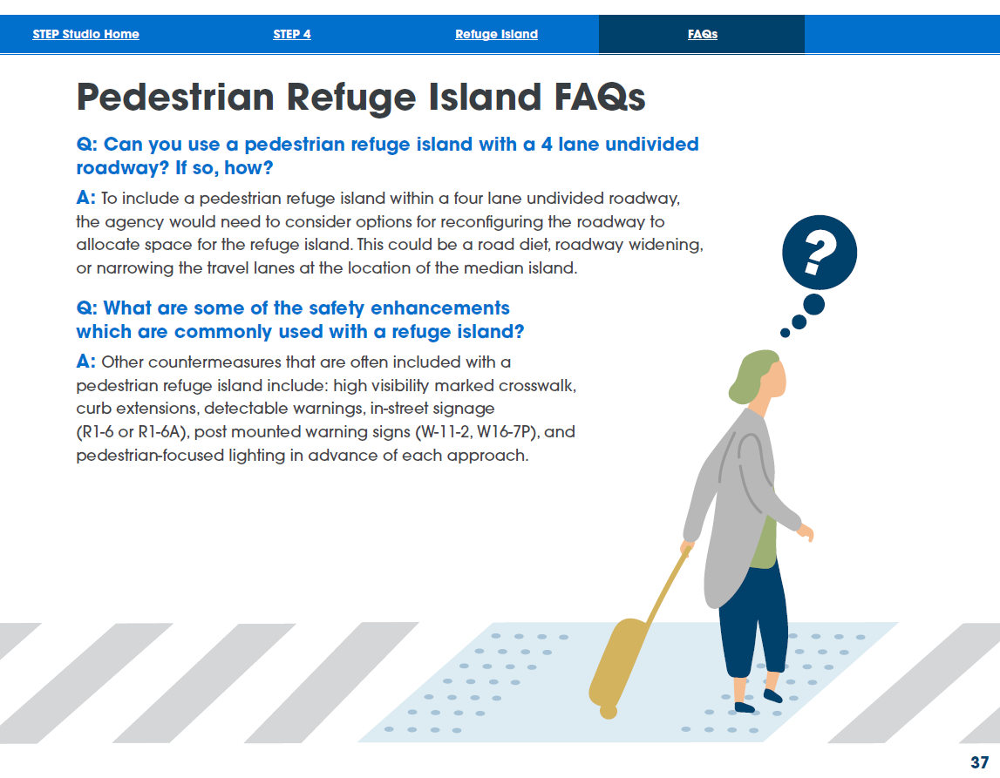 STEP Studio Home
STEP 4
Refuge Island
FAQs
Pedestrian Refuge Island FAQs
Q: Can you use a pedestrian refuge island with a 4 lane undivided
roadway? If so, how?
A: To include a pedestrian refuge island within a four lane undivided roadway,
the agency would need to consider options for reconfiguring the roadway to
allocate space for the refuge island. This could be a road diet, roadway widening,
or narrowing the travel lanes at the location of the median island.
Q: What are some of the safety enhancements
which are commonly used with a refuge island?
A: Other countermeasures that are often included with a
pedestrian refuge island include: high visibility marked crosswalk,
curb extensions, detectable warnings, in-street signage
(R1-6 or R1-6A), post mounted warning signs (W-11-2, W16-7P), and
pedestrian-focused lighting in advance of each approach.
?
37